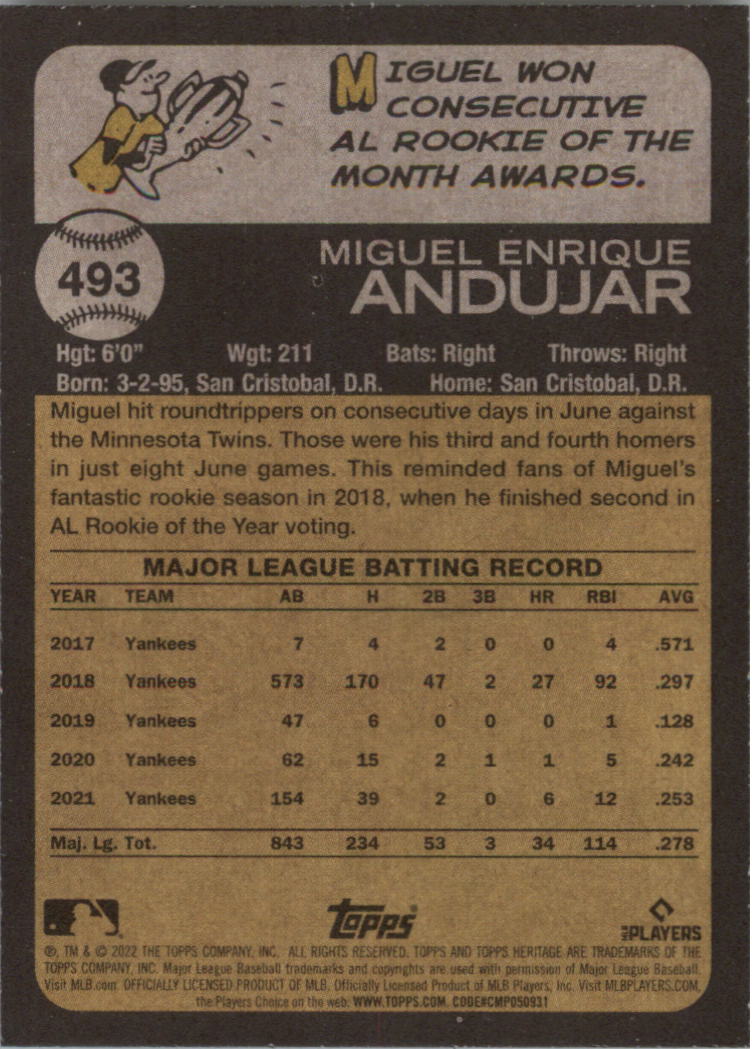 MIGUEL WON
CONSECUTIVE
AL ROOKIE OF THE
MONTH AWARDS.
493
MIGUEL ENRIQUE
ANDUJAR
Hgt: 6'0" Wgt: 211 Bats: Right Throws: Right
Born: 3-2-95, San Cristobal, D.R. Home: San Cristobal, D.R.
Miguel hit roundtrippers on consecutive days in June against
the Minnesota Twins. Those were his third and fourth homers
in just eight June games. This reminded fans of Miguel's
fantastic rookie season in 2018, when he finished second in
AL Rookie of the Year voting.
MAJOR LEAGUE BATTING RECORD
YEAR TEAM AB H 2B 3B HR RBI AVG
2017 Yankees 7 4 2 0 0 4 .571
2018 Yankees 573 170 47 2 27 92 .297
2019 Yankees 47 6 0 0 0 1 .128
2020 Yankees 62 15 2 1 1 5 .242
2021 Yankees 154 39 2 0 6 12 .253
Maj. Lg. Tot. 843 234 53 3 34 114 .278
Topps
MLB PLAYERS
®, TM & © 2022 THE TOPPS COMPANY, INC. ALL RIGHTS RESERVED. TOPPS AND TOPPS HERITAGE ARE TRADEMARKS OF THE
TOPPS COMPANY, INC. Major League Baseball trademarks and copyrights are used with permission of Major League Baseball.
Visit MLB.com. OFFICIALLY LICENSED PRODUCT OF MLB. Officially Licensed Product of MLB Players, Inc. Visit MLBPLAYERS.COM,
the Players Choice on the web. WWW.TOPPS.COM. CODE#CMP050931